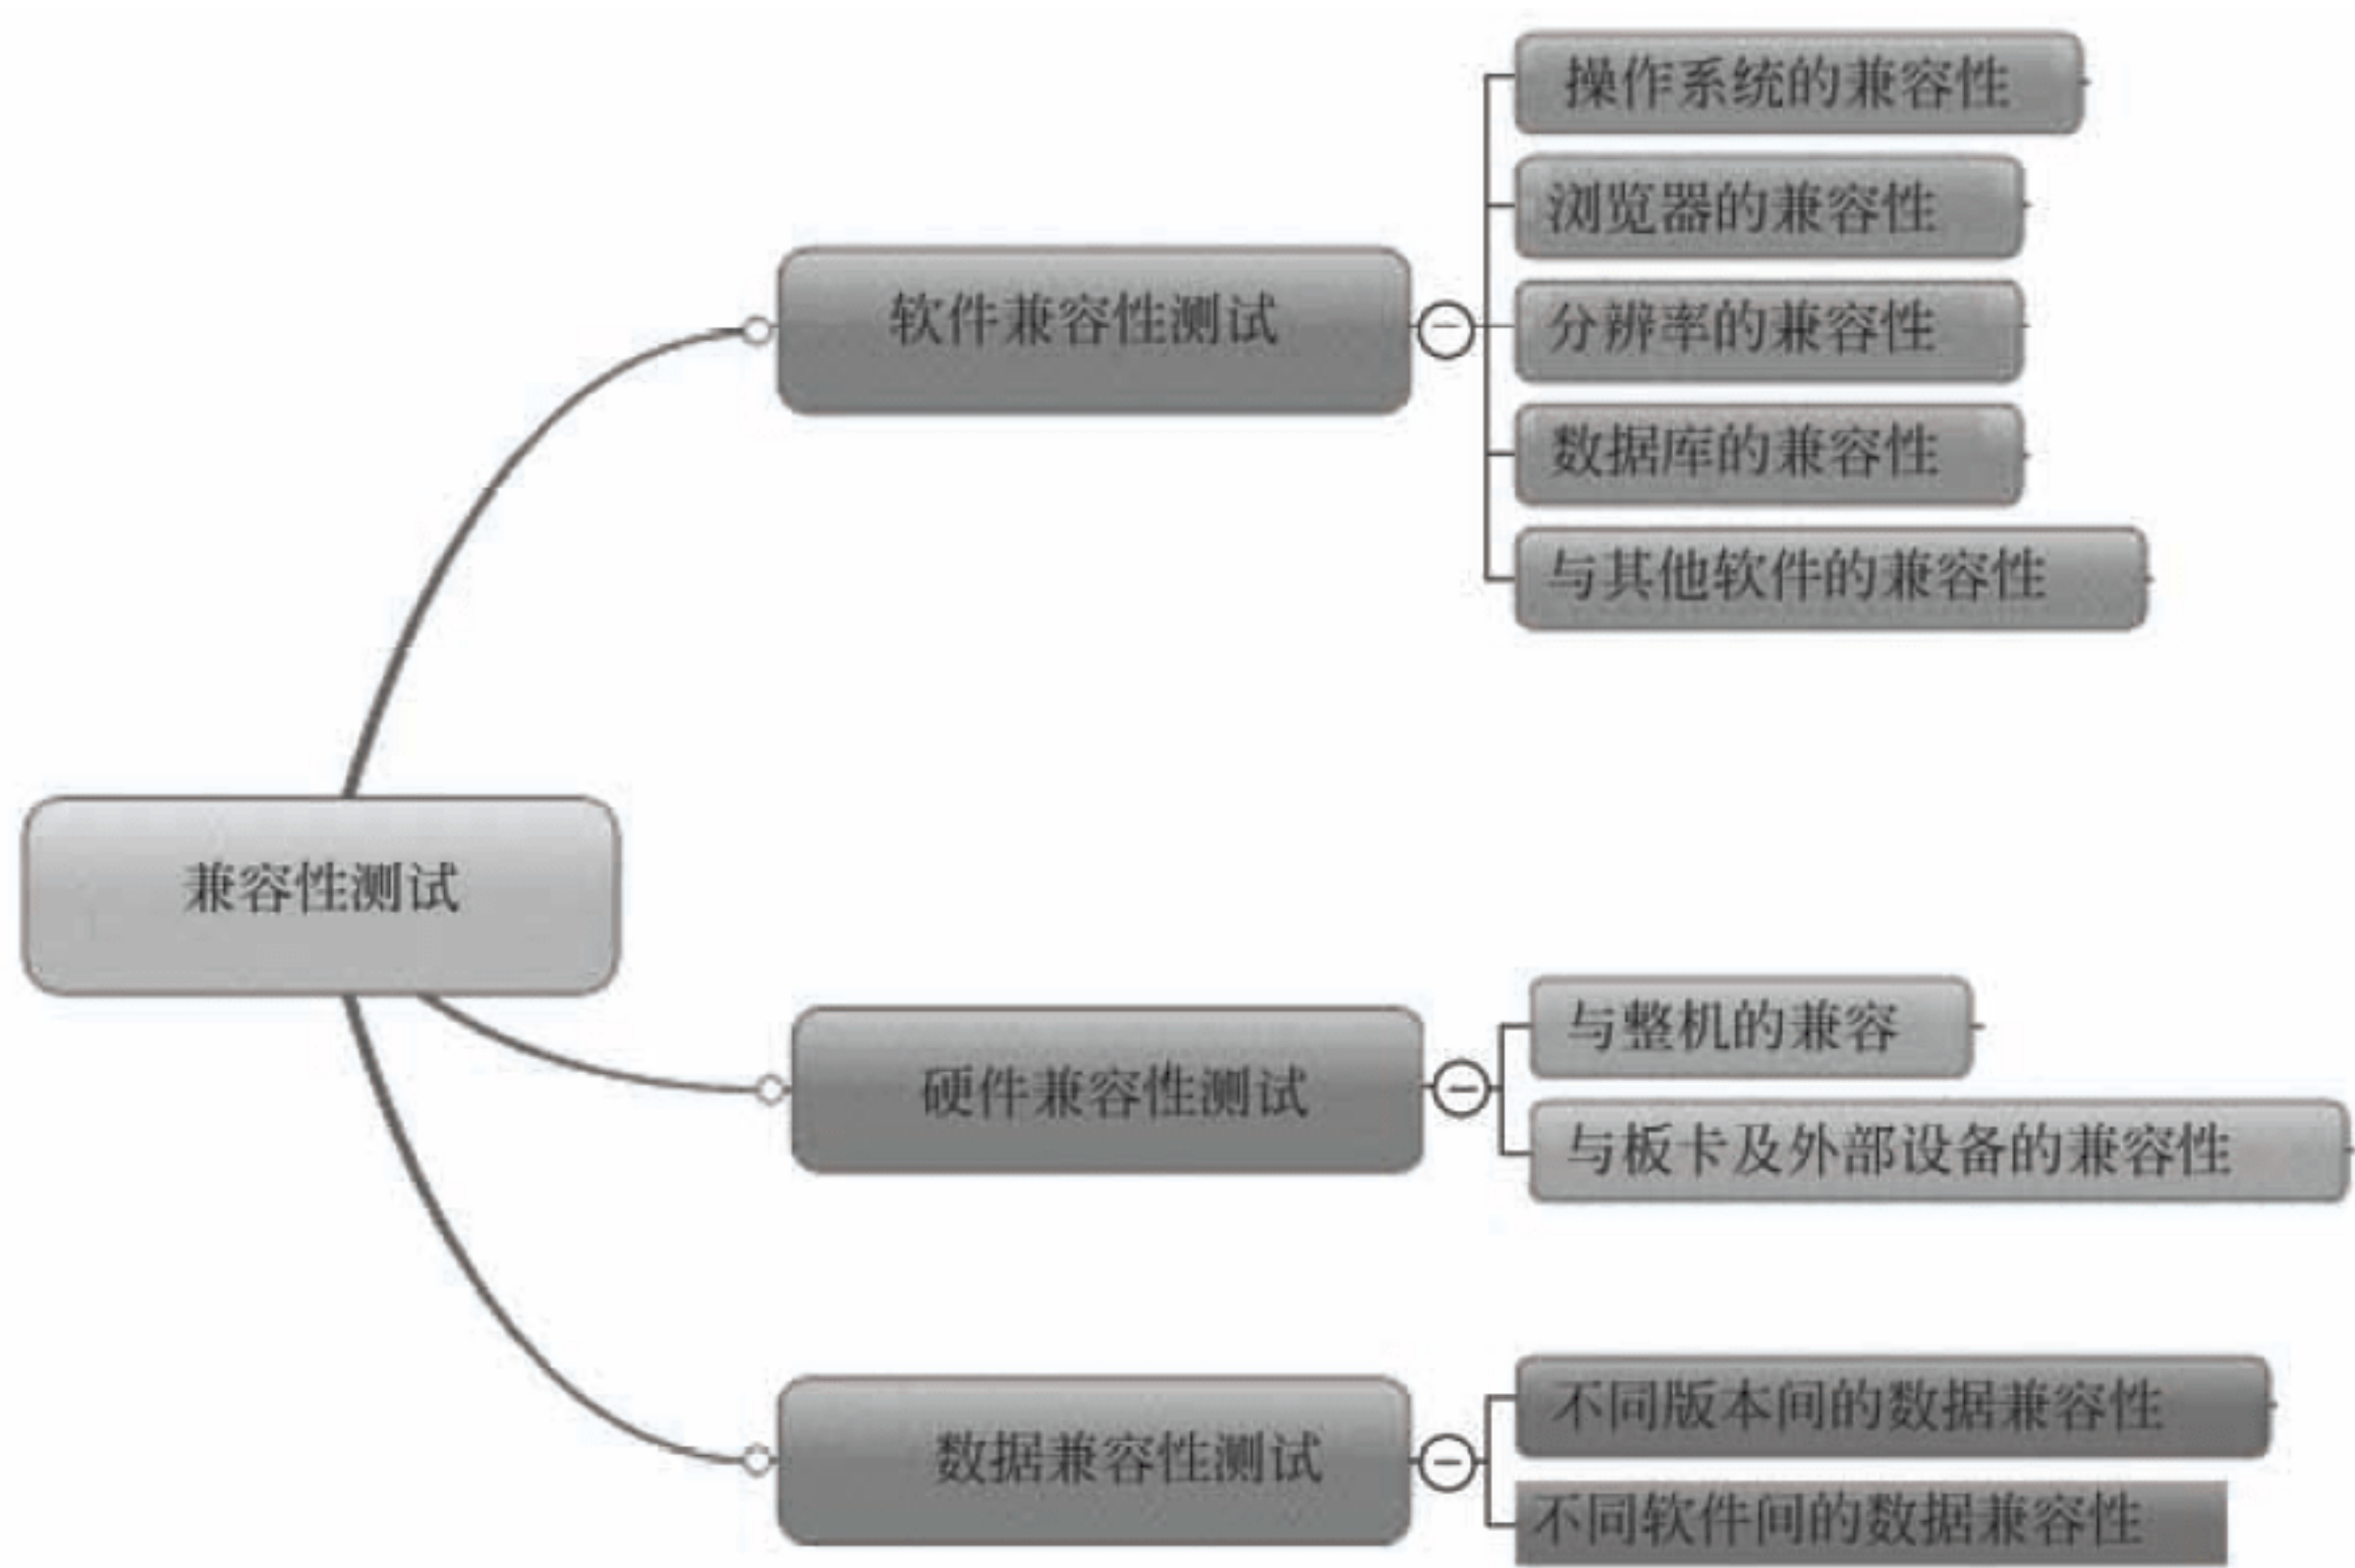 操作系统的兼容性
浏览器的兼容性
软件兼容性测试
分辨率的兼容性
数据库的兼容性
与其他软件的兼容性
兼容性测试
与整机的兼容
硬件兼容性测试
与板卡及外部设备的兼容性
不同版本间的数据兼容性
数据兼容性测试
不同软件间的数据兼容性